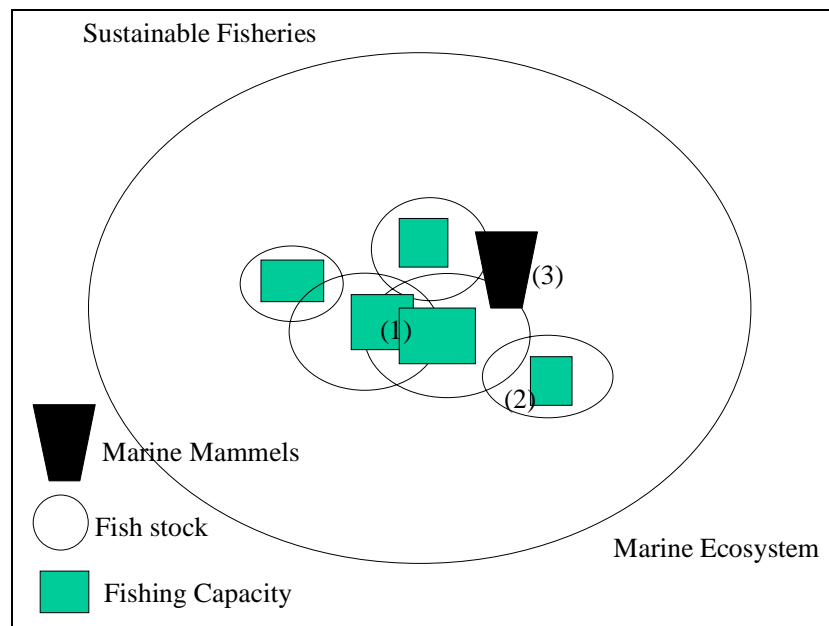 Sustainable Fisheries
(3)
(1)
(2)
Marine Mammels
Fish stock
Marine Ecosystem
Fishing Capacity